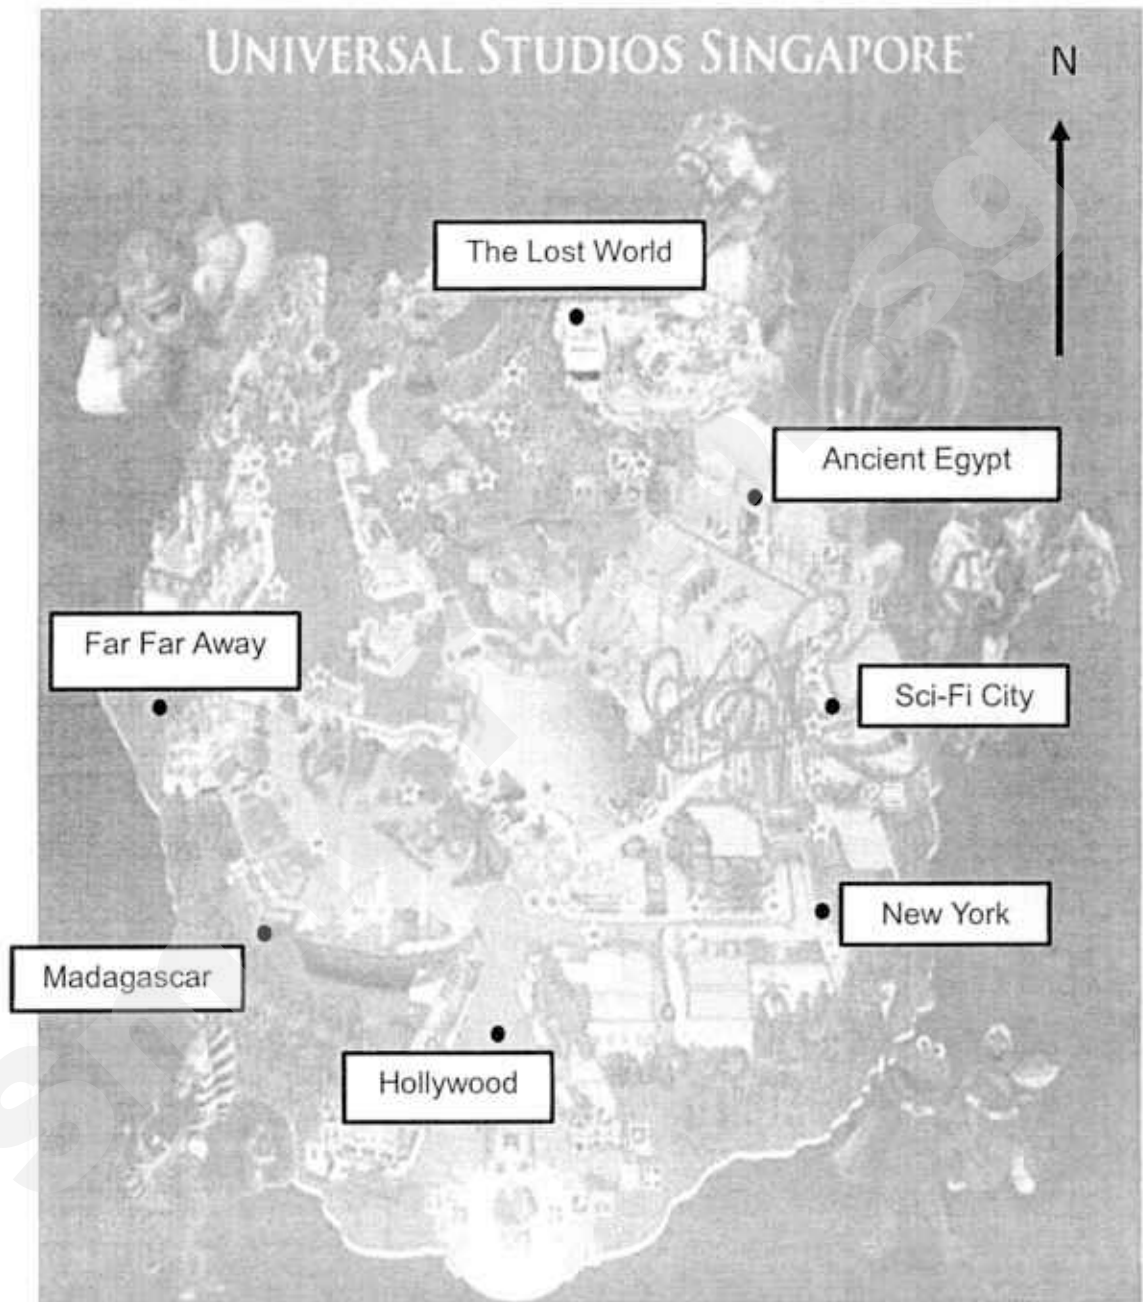 UNIVERSAL STUDIOS SINGAPORE
N
The Lost World
Ancient Egypt
Far Far Away
Sci-Fi City
New York
Madagascar
Hollywood